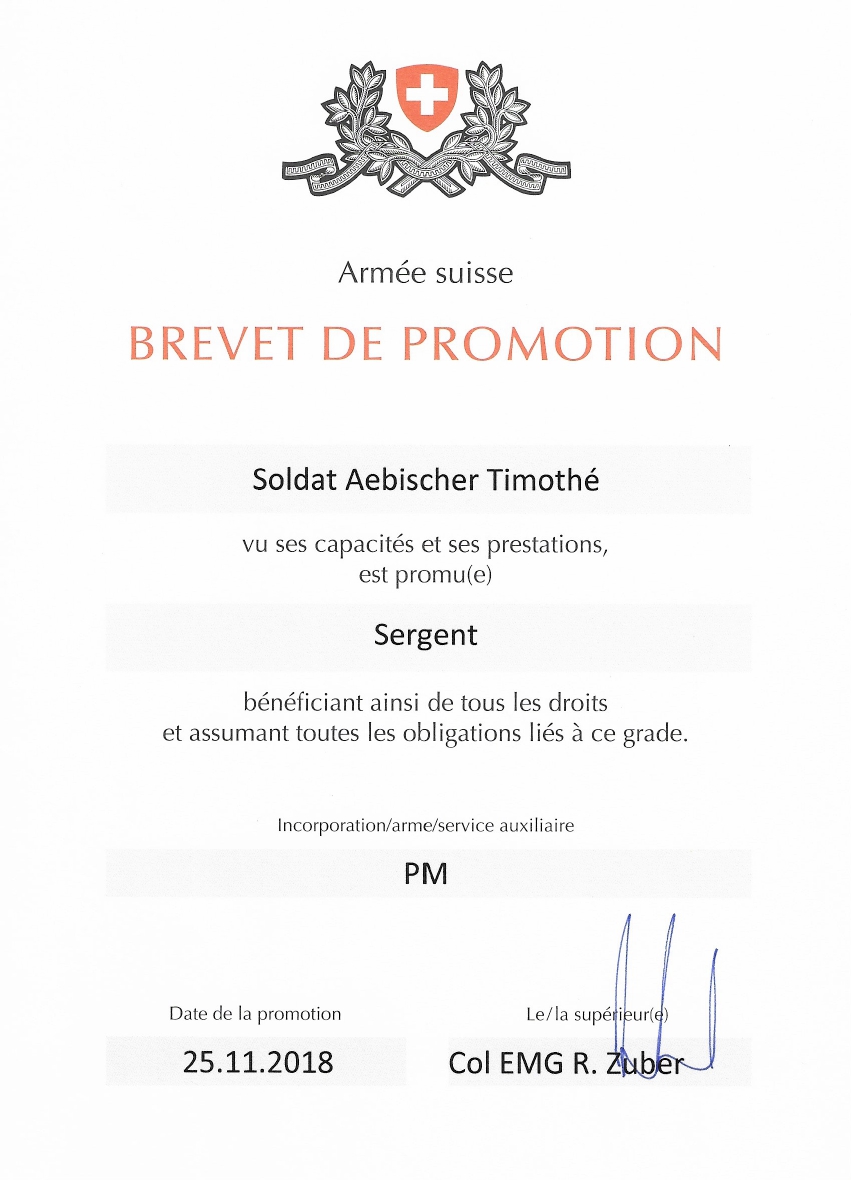 Armée suisse
BREVET DE PROMOTION
Soldat Aebischer Timothé
vu ses capacités et ses prestations,
est promu(e)
Sergent
bénéficiant ainsi de tous les droits
et assumant toutes les obligations liés à ce grade.
Incorporation/arme/service auxiliaire
PM
Date de la promotion
Le/la supérieur(e)
25.11.2018
Col EMG R. Zuber